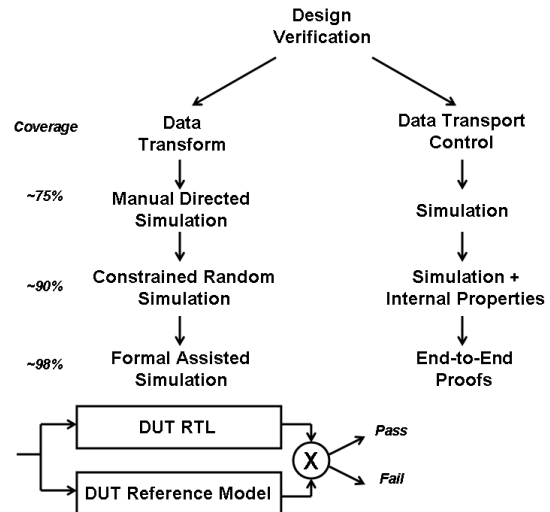 Design
Verification
Coverage
Data
Transform
Data Transport
Control
~75%
Manual Directed
Simulation
Simulation
~90%
Constrained Random
Simulation
Simulation +
Internal Properties
~98%
Formal Assisted
Simulation
End-to-End
Proofs
DUT RTL
X
Pass
Fail
DUT Reference Model